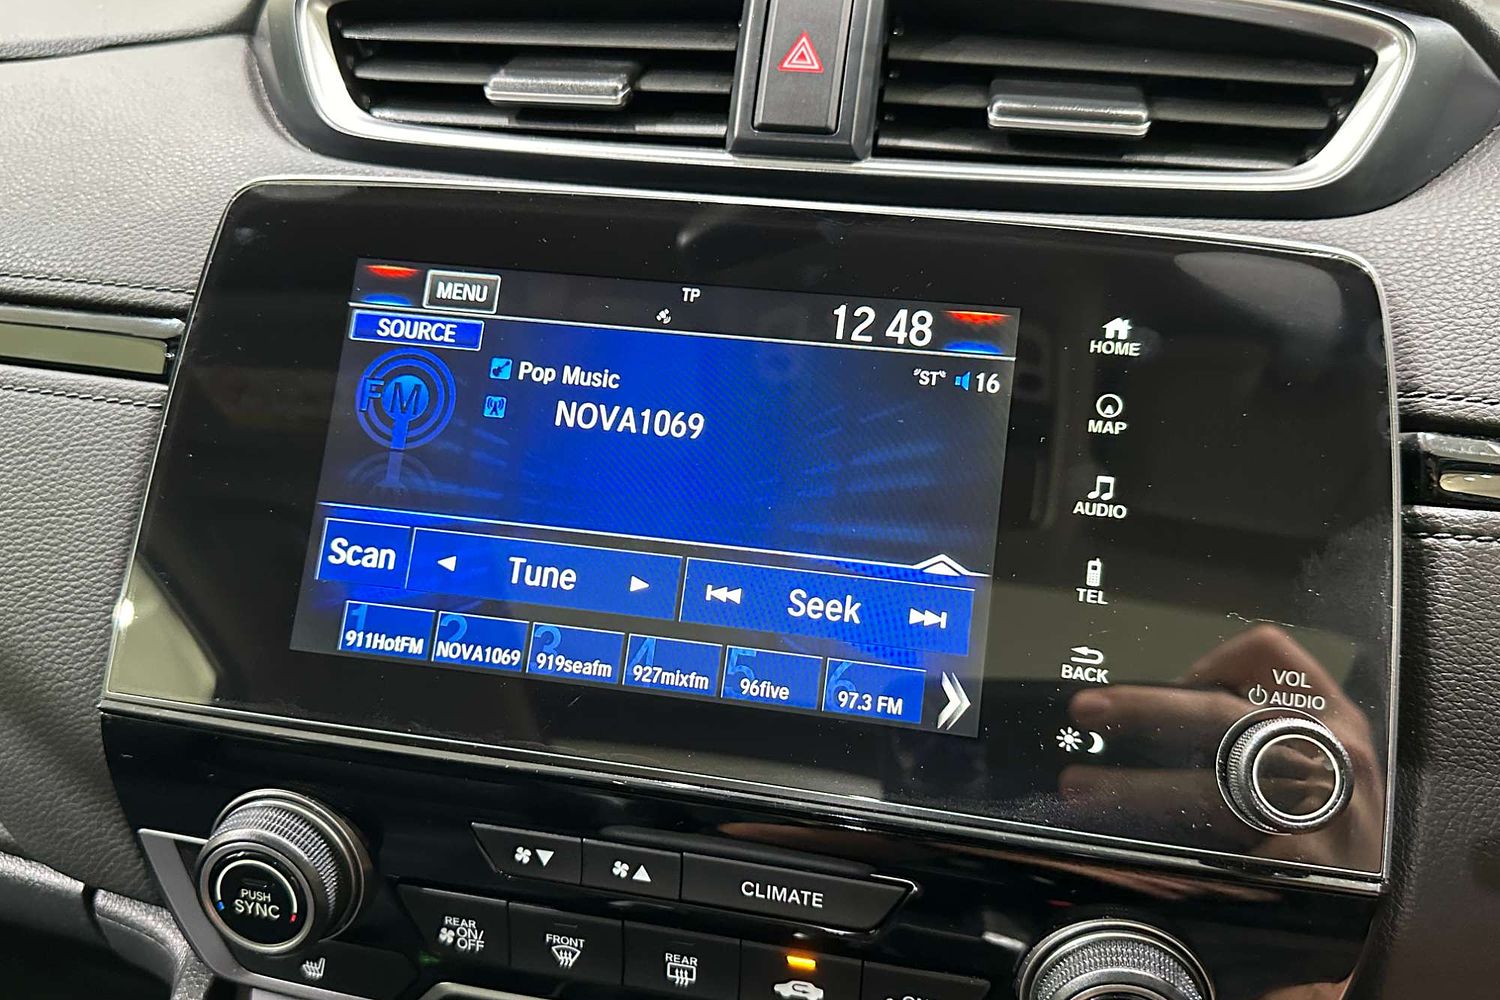 MENU
TP
12 48
SOURCE
FM
Pop Music
"ST"
16
NOVA1069
Scan
Tune
Seek
1
911HotFM
2
NOVA1069
3
919seafm
4
927mixfm
5
96five
6
97.3 FM
HOME
MAP
AUDIO
TEL
BACK
VOL
AUDIO
PUSH
SYNC
CLIMATE
REAR
ON/
OFF
FRONT
REAR